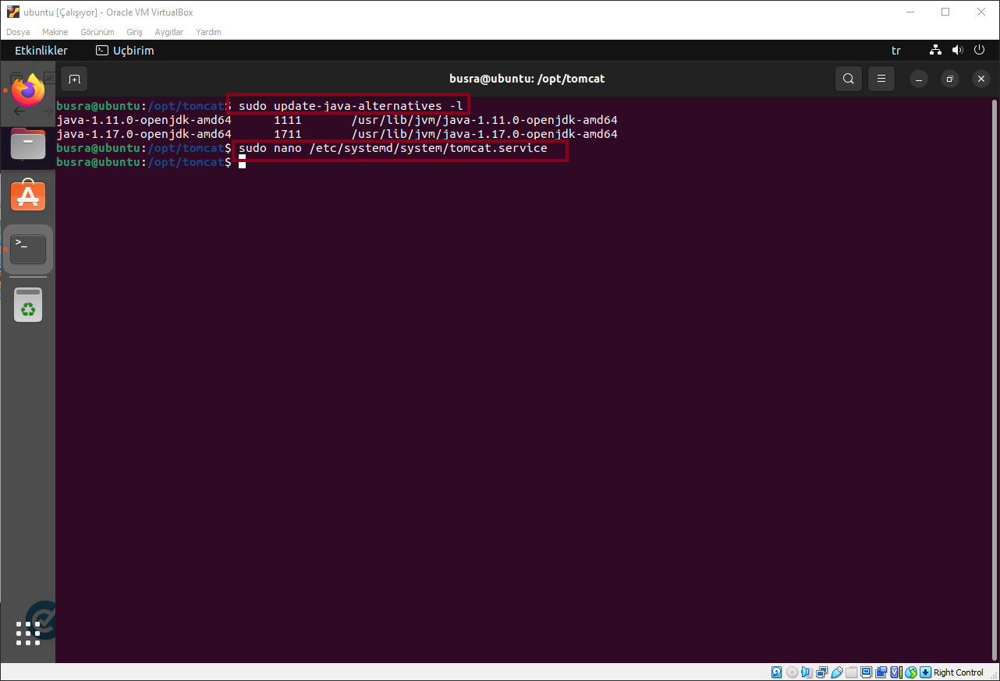 ubuntu [Çalışıyor] - Oracle VM VirtualBox
Dosya Makine Görünüm Giriş Aygıtlar Yardım
Etkinlikler Uçbirim tr
busra@ubuntu: /opt/tomcat
busra@ubuntu:/opt/tomcat$ sudo update-java-alternatives -l
java-1.11.0-openjdk-amd64 1111 /usr/lib/jvm/java-1.11.0-openjdk-amd64
java-1.17.0-openjdk-amd64 1711 /usr/lib/jvm/java-1.17.0-openjdk-amd64
busra@ubuntu:/opt/tomcat$ sudo nano /etc/systemd/system/tomcat.service
busra@ubuntu:/opt/tomcat$
Right Control